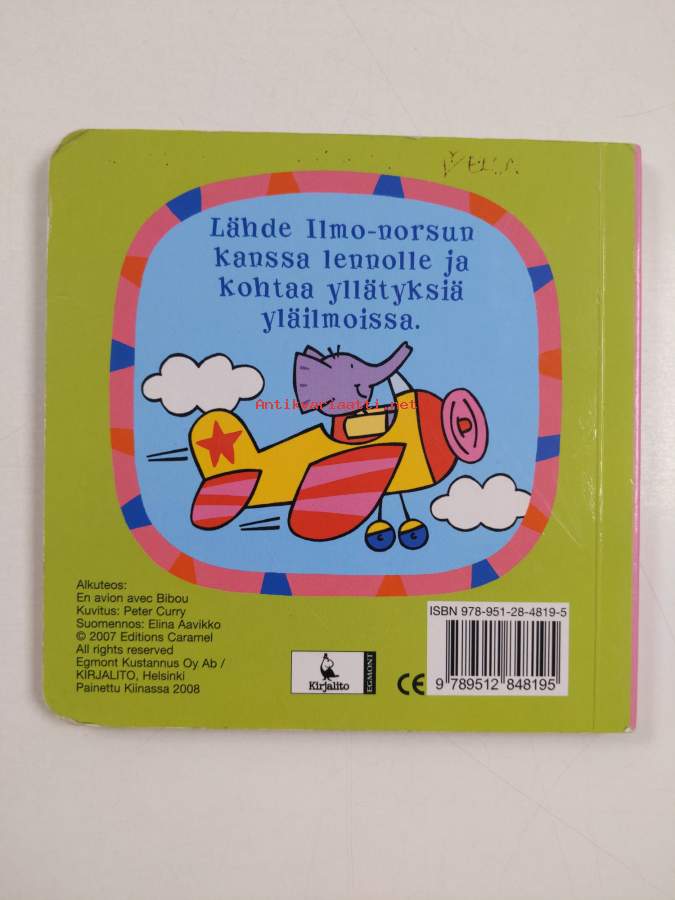 Lähde Ilmo-norsun
kanssa lennolle ja
kohtaa yllätyksiä
yläilmoissa.
Antikvariaatti.net
Alkuteos:
En avion avec Bibou
Kuvitus: Peter Curry
Suomennos: Elina Aavikko
© 2007 Editions Caramel
All rights reserved
Egmont Kustannus Oy Ab /
KIRJALITO, Helsinki
Painettu Kiinassa 2008
Kirjalito
EGMONT
CE
ISBN 978-951-28-4819-5
9 789512 848195